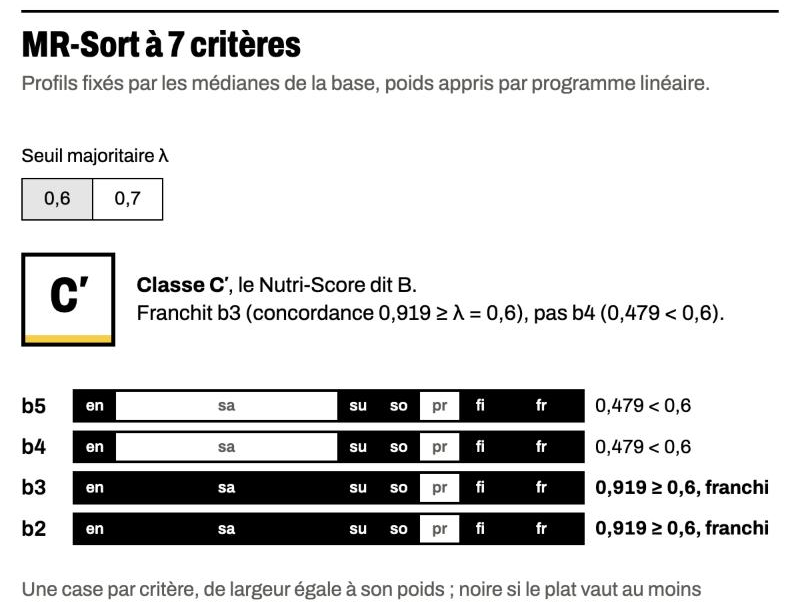 MR-Sort à 7 critères
Profils fixés par les médianes de la base, poids appris par programme linéaire.
Seuil majoritaire λ
0,6 0,7
C′
Classe C′, le Nutri-Score dit B.
Franchit b3 (concordance 0,919 ≥ λ = 0,6), pas b4 (0,479 < 0,6).
b5 en sa su so pr fi fr 0,479 < 0,6
b4 en sa su so pr fi fr 0,479 < 0,6
b3 en sa su so pr fi fr 0,919 ≥ 0,6, franchi
b2 en sa su so pr fi fr 0,919 ≥ 0,6, franchi
Une case par critère, de largeur égale à son poids ; noire si le plat vaut au moins